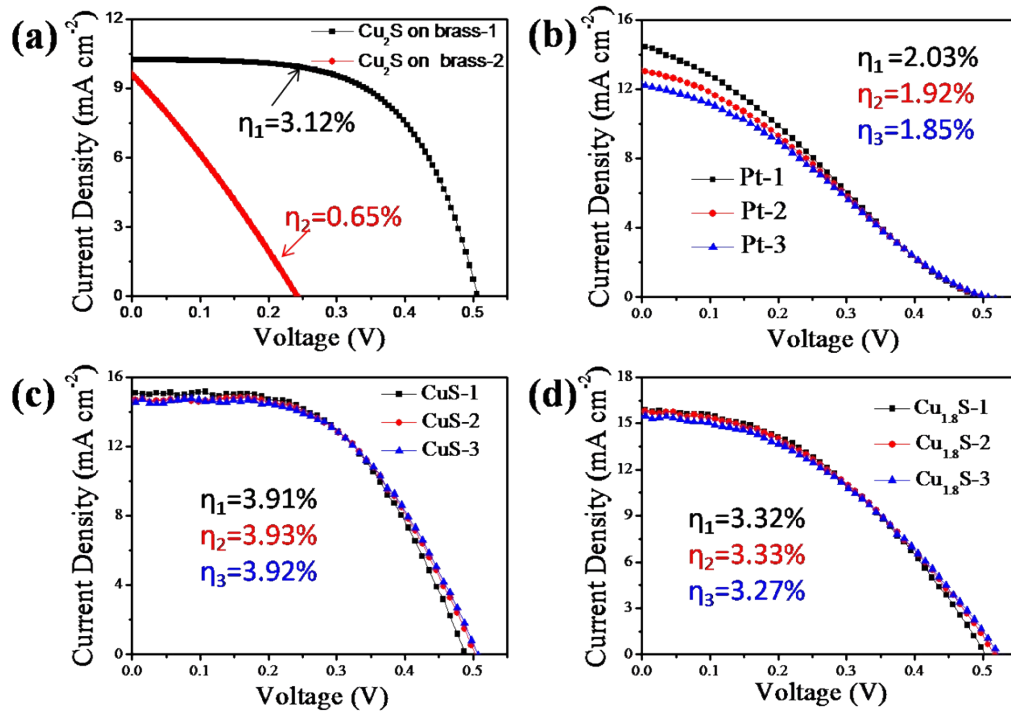 (a)
12
9
6
3
0
Current Density (mA cm⁻²)
Cu₂S on brass-1
Cu₂S on brass-2
η₁=3.12%
η₂=0.65%
0.0 0.1 0.2 0.3 0.4 0.5
Voltage (V)
(b)
16
12
8
4
0
Current Density (mA cm⁻²)
η₁=2.03%
η₂=1.92%
η₃=1.85%
Pt-1
Pt-2
Pt-3
0.0 0.1 0.2 0.3 0.4 0.5
Voltage (V)
(c)
16
12
8
4
0
Current Density (mA cm⁻²)
CuS-1
CuS-2
CuS-3
η₁=3.91%
η₂=3.93%
η₃=3.92%
0.0 0.1 0.2 0.3 0.4 0.5
Voltage (V)
(d)
18
15
12
9
6
3
0
Current Density (mA cm⁻²)
Cu₁.₈S-1
Cu₁.₈S-2
Cu₁.₈S-3
η₁=3.32%
η₂=3.33%
η₃=3.27%
0.0 0.1 0.2 0.3 0.4 0.5
Voltage (V)